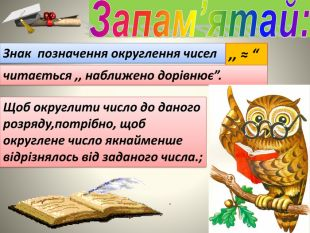 Запам’ятай:
Знак позначення округлення чисел ,, ≈ “
читається ,, наближено дорівнює”.
Щоб округлити число до даного
розряду,потрібно, щоб
округлене число якнайменше
відрізнялось від заданого числа.;